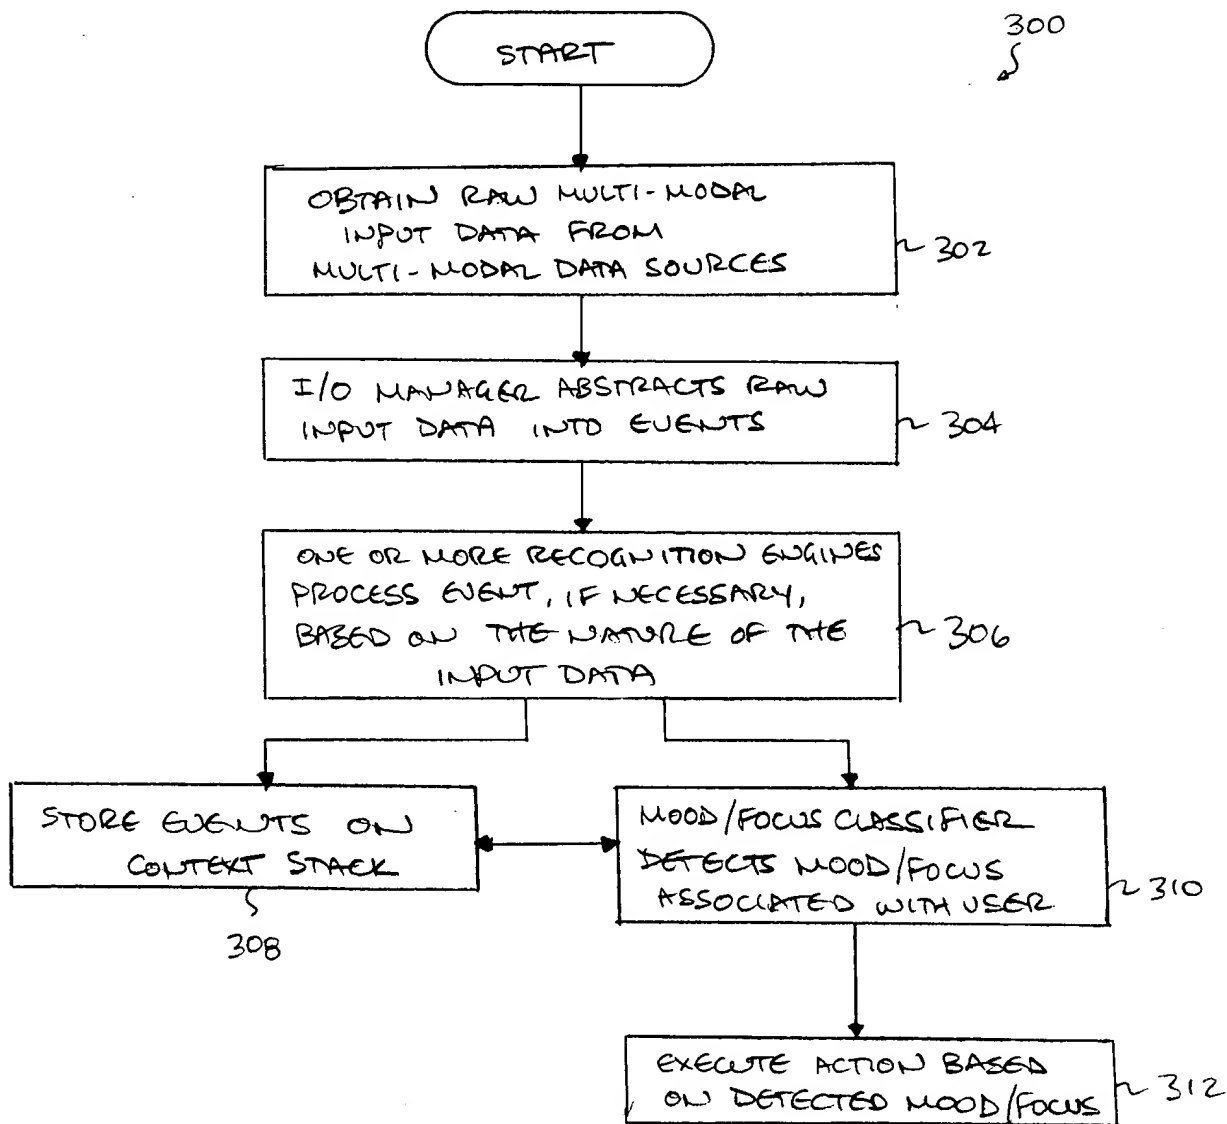 300
START
OBTAIN RAW MULTI-MODAL
INPUT DATA FROM
MULTI-MODAL DATA SOURCES
302
I/O MANAGER ABSTRACTS RAW
INPUT DATA INTO EVENTS
304
ONE OR MORE RECOGNITION ENGINES
PROCESS EVENT, IF NECESSARY,
BASED ON THE NATURE OF THE
INPUT DATA
306
STORE EVENTS ON
CONTEXT STACK
308
MOOD/FOCUS CLASSIFIER
DETECTS MOOD/FOCUS
ASSOCIATED WITH USER
310
EXECUTE ACTION BASED
ON DETECTED MOOD/FOCUS
312